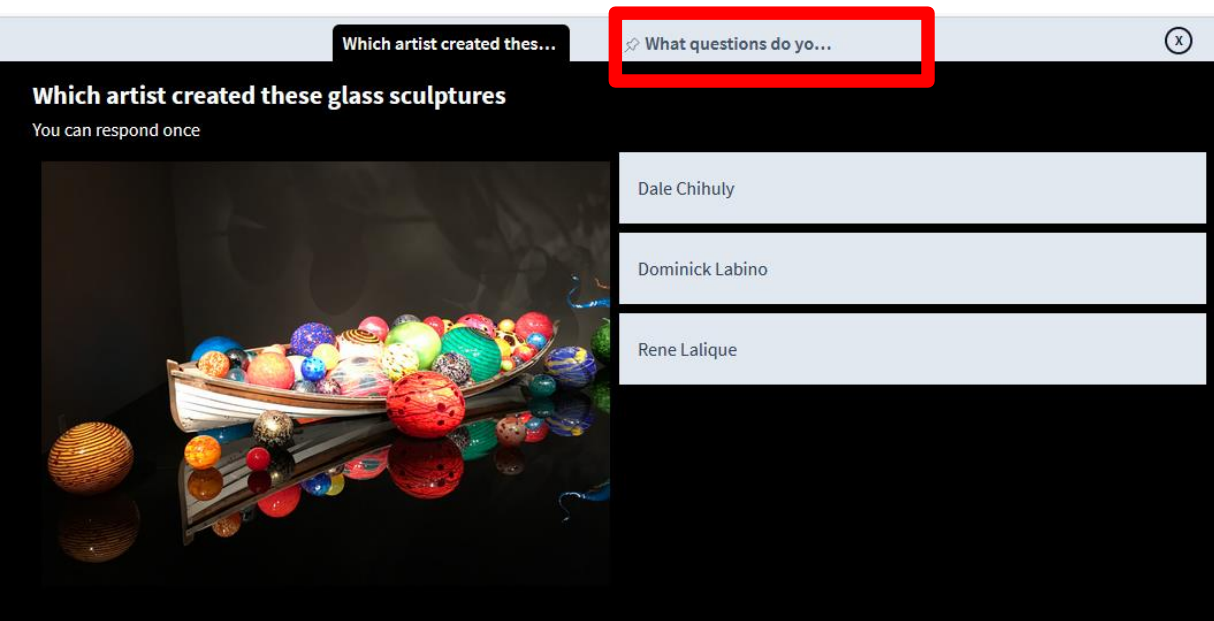 Which artist created thes...
What questions do yo...
X
Which artist created these glass sculptures
You can respond once
Dale Chihuly
Dominick Labino
Rene Lalique